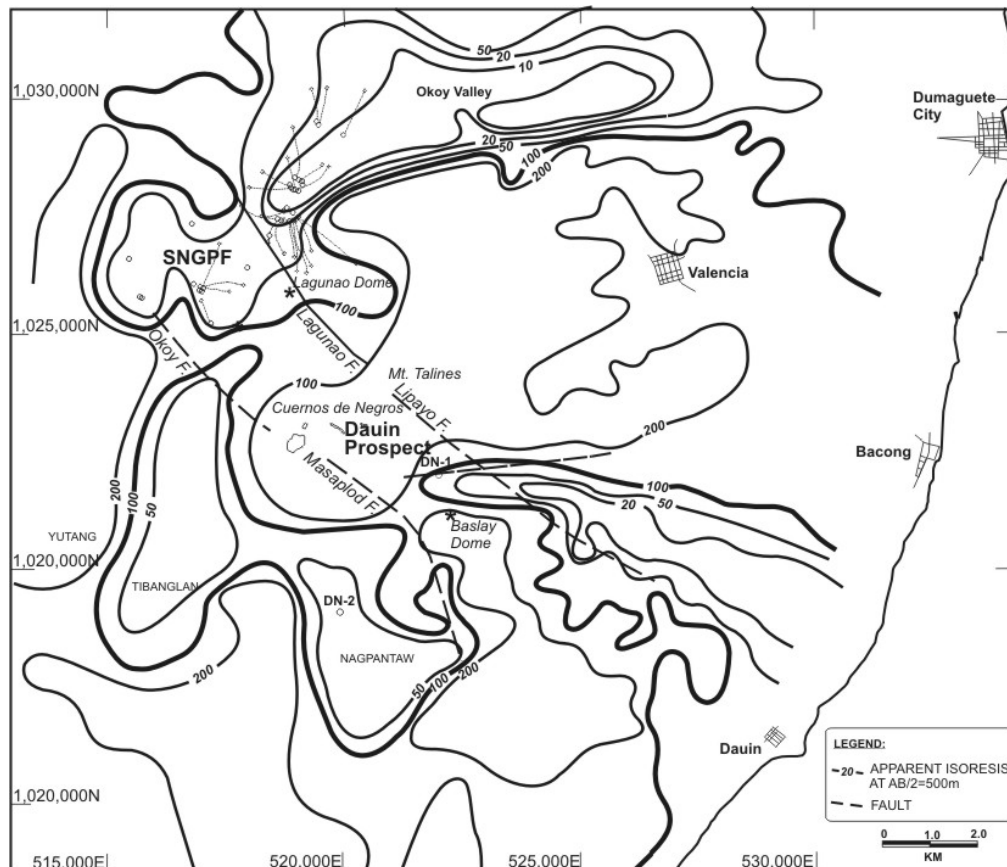 50
20
10
1,030,000N
Okoy Valley
Dumaguete
City
20
50
100
200
SNGPF
Valencia
Lagunao Dome
100
1,025,000N
Lagunao F.
Okoy F.
Mt. Talines
100
Lipayo F.
Cuernos de Negros
200
Dauin
Prospect
DN-1
Bacong
Masaplod F.
100
200
100
50
20
50
Baslay
Dome
YUTANG
1,020,000N
TIBANGLAN
DN-2
NAGPANTAW
200
50
100
200
Dauin
LEGEND:
20 APPARENT ISORESIS
AT AB/2=500m
FAULT
1,020,000N
0 1.0 2.0
KM
515,000E
520,000E
525,000E
530,000E